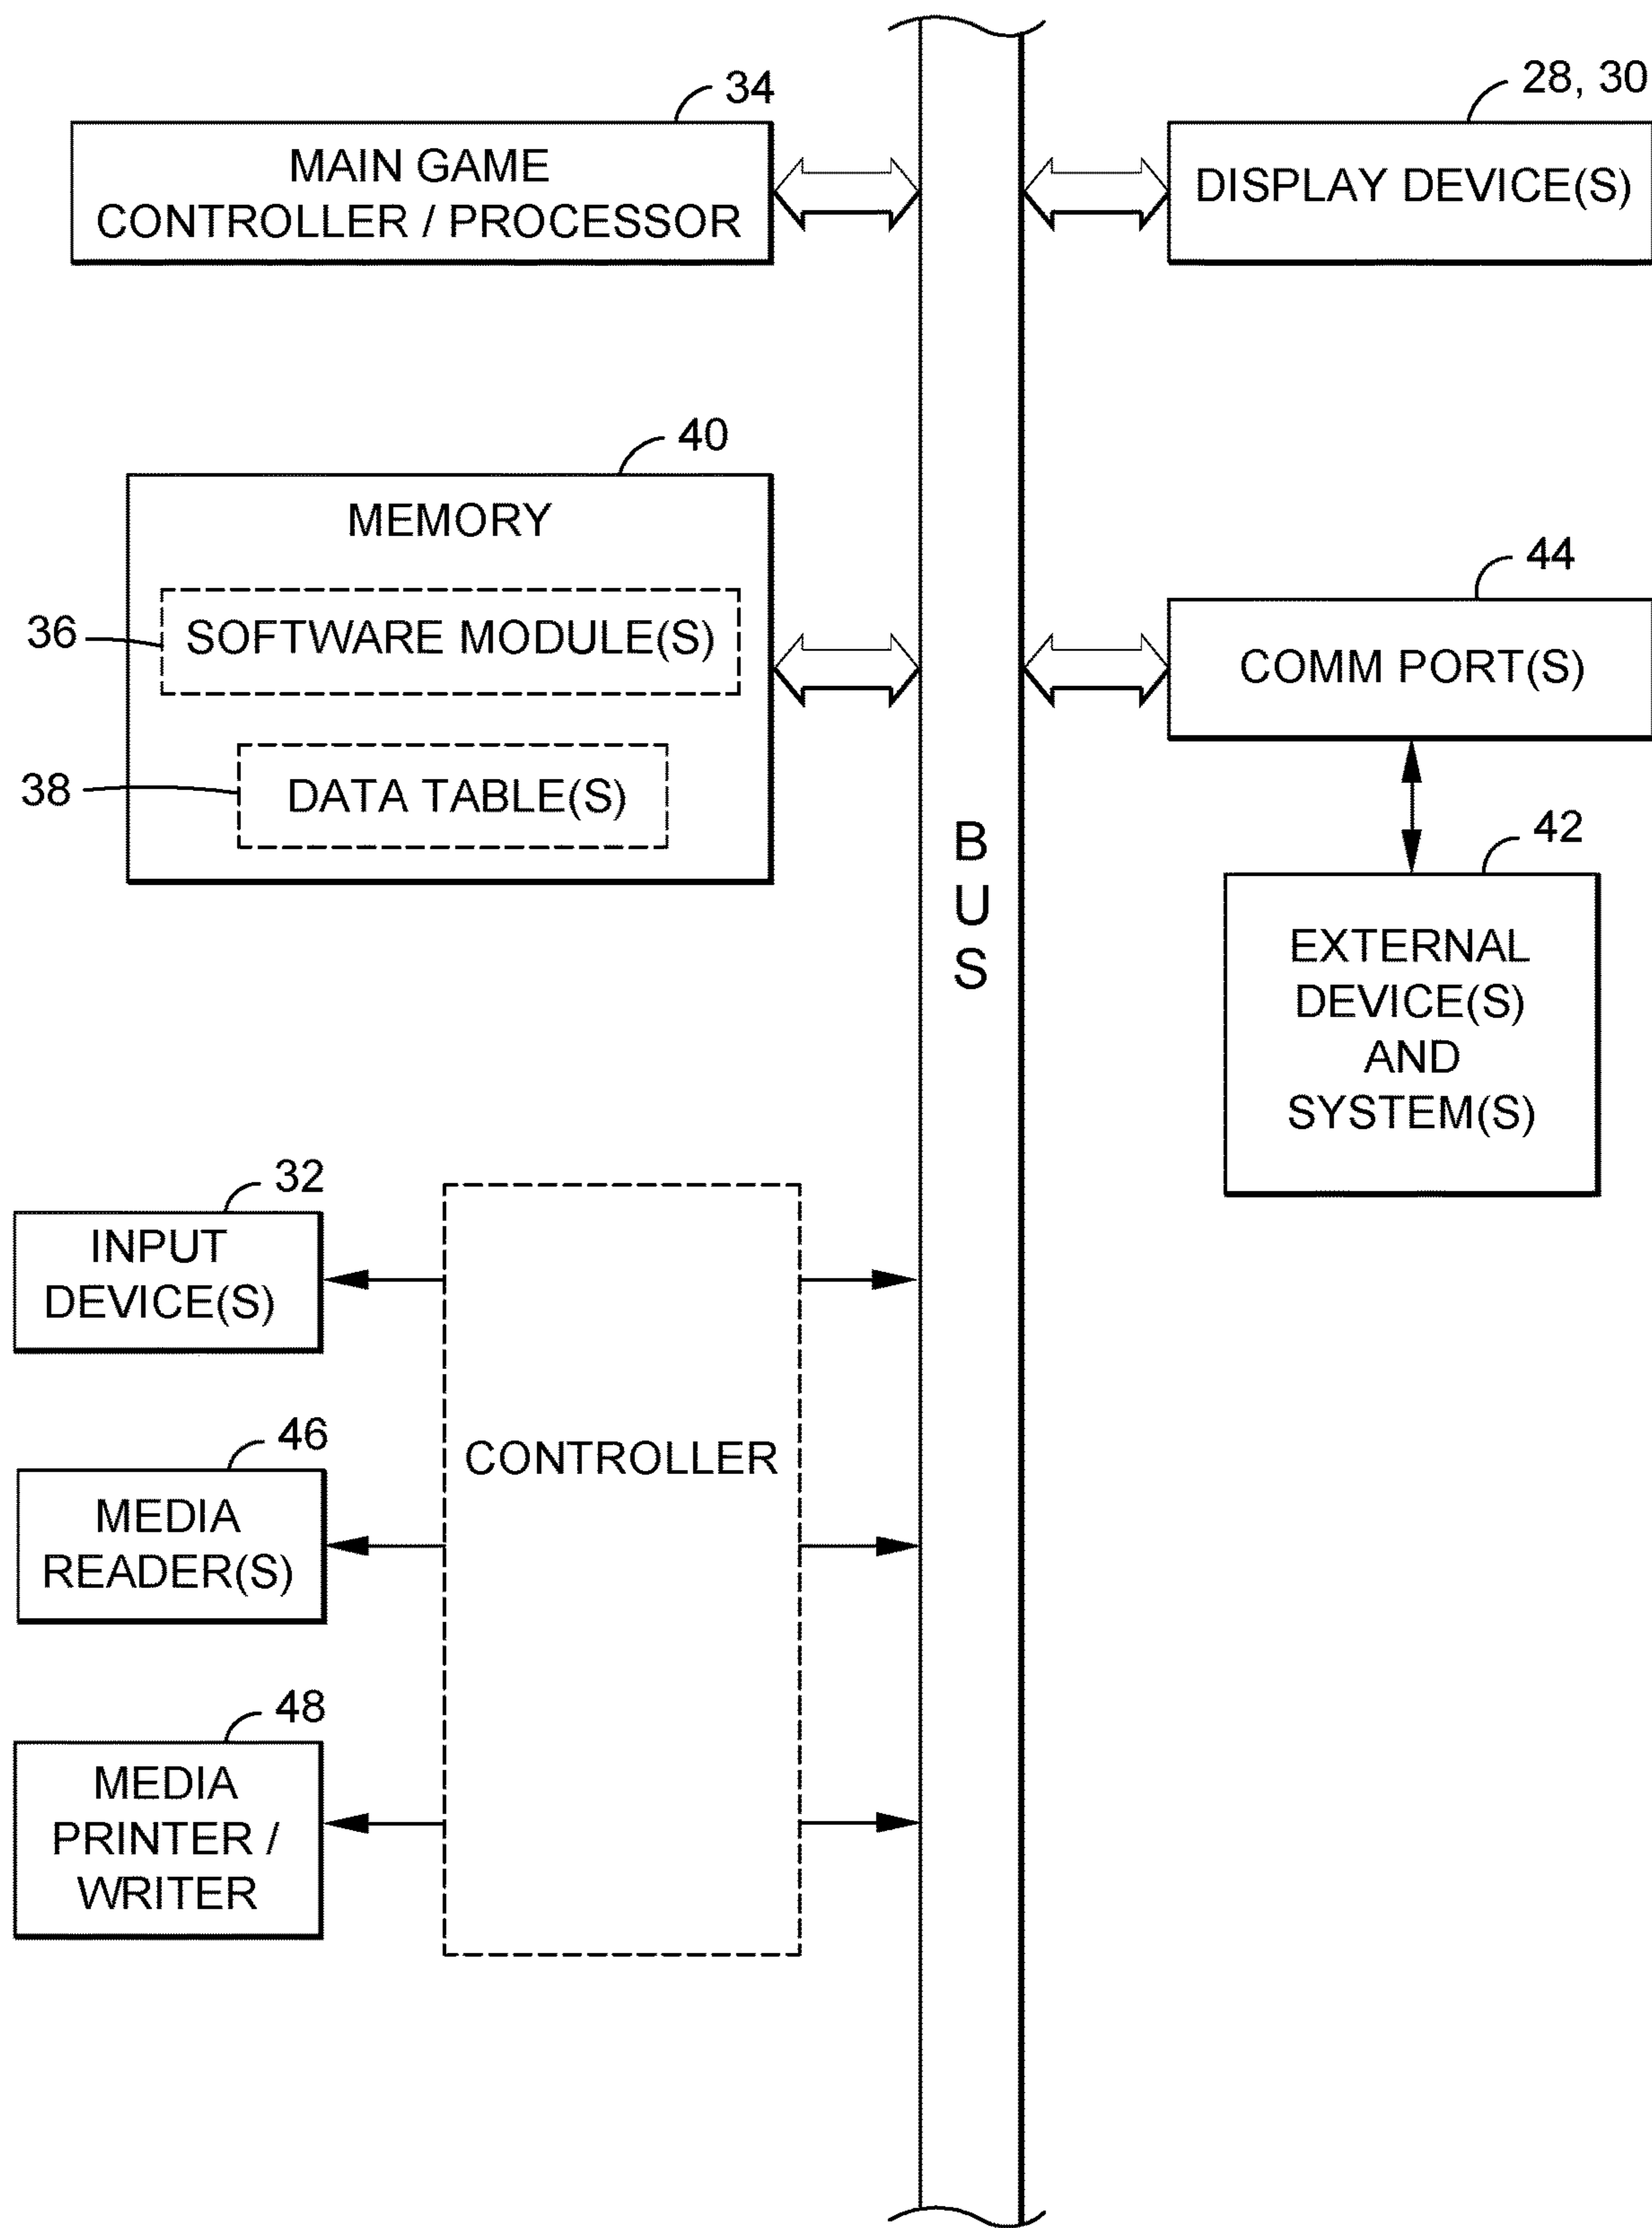 34
MAIN GAME
CONTROLLER / PROCESSOR
28, 30
DISPLAY DEVICE(S)
40
MEMORY
36
SOFTWARE MODULE(S)
38
DATA TABLE(S)
44
COMM PORT(S)
42
EXTERNAL
DEVICE(S)
AND
SYSTEM(S)
B
U
S
32
INPUT
DEVICE(S)
46
MEDIA
READER(S)
48
MEDIA
PRINTER /
WRITER
CONTROLLER